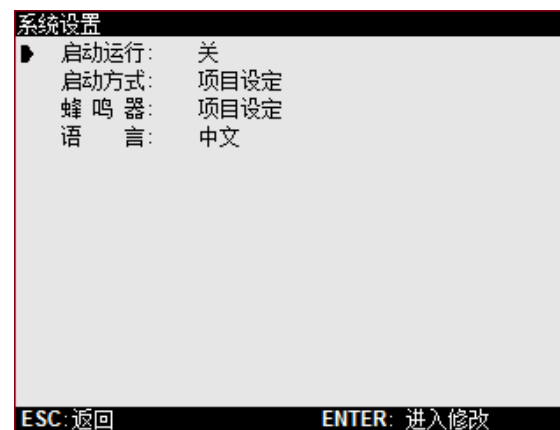 系统设置
启动运行: 关
启动方式: 项目设定
蜂 鸣 器: 项目设定
语 言: 中文
ESC:返回 ENTER: 进入修改